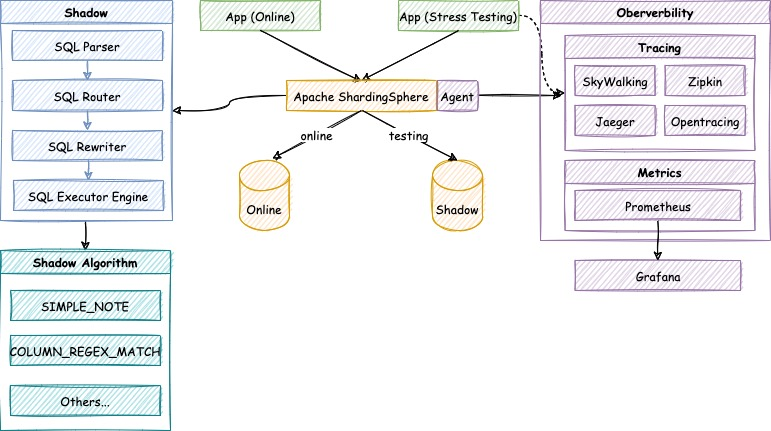 Shadow
SQL Parser
SQL Router
SQL Rewriter
SQL Executor Engine
Shadow Algorithm
SIMPLE_NOTE
COLUMN_REGEX_MATCH
Others...
App (Online)
App (Stress Testing)
Apache ShardingSphere
Agent
online
testing
Online
Shadow
Oberverbility
Tracing
SkyWalking
Zipkin
Jaeger
Opentracing
Metrics
Prometheus
Grafana